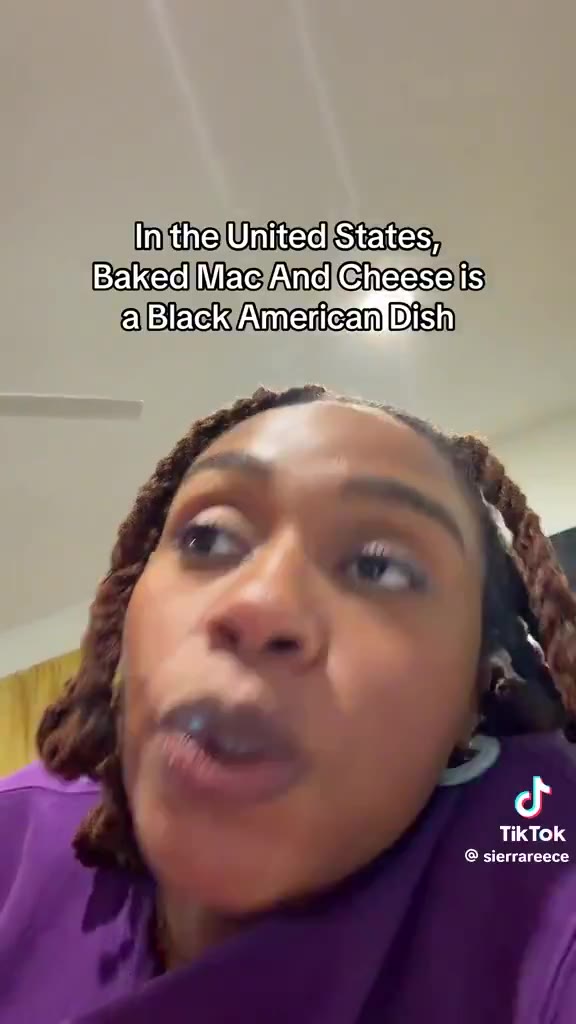 In the United States,
Baked Mac And Cheese is
a Black American Dish
TikTok
@ sierrareece